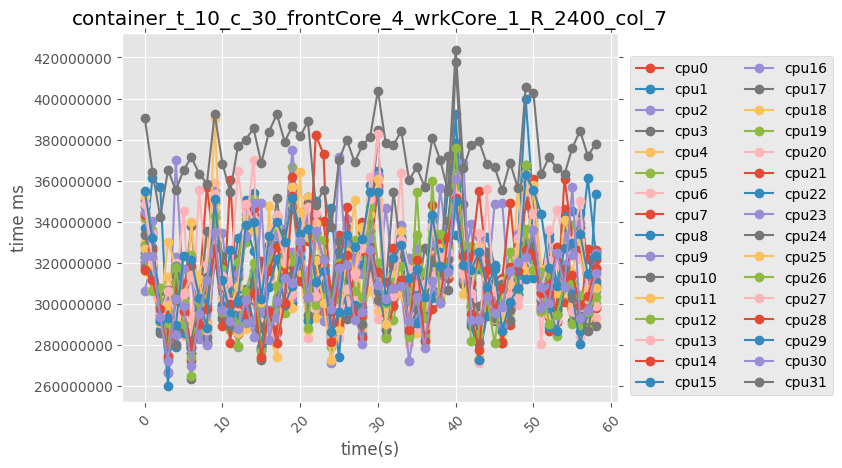 container_t_10_c_30_frontCore_4_wrkCore_1_R_2400_col_7
420000000
400000000
380000000
360000000
340000000
320000000
300000000
280000000
260000000
time ms
0
10
20
30
40
50
60
time(s)
cpu0
cpu1
cpu2
cpu3
cpu4
cpu5
cpu6
cpu7
cpu8
cpu9
cpu10
cpu11
cpu12
cpu13
cpu14
cpu15
cpu16
cpu17
cpu18
cpu19
cpu20
cpu21
cpu22
cpu23
cpu24
cpu25
cpu26
cpu27
cpu28
cpu29
cpu30
cpu31